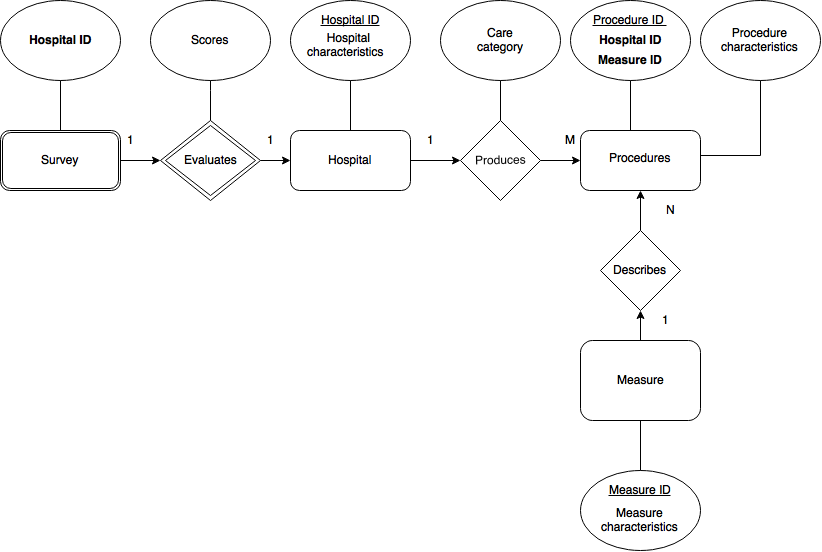 Hospital ID
Scores
Hospital ID
Hospital
characteristics
Care
category
Procedure ID
Hospital ID
Measure ID
Procedure
characteristics
Survey
1
Evaluates
1
Hospital
1
Produces
M
Procedures
N
Describes
1
Measure
Measure ID
Measure
characteristics